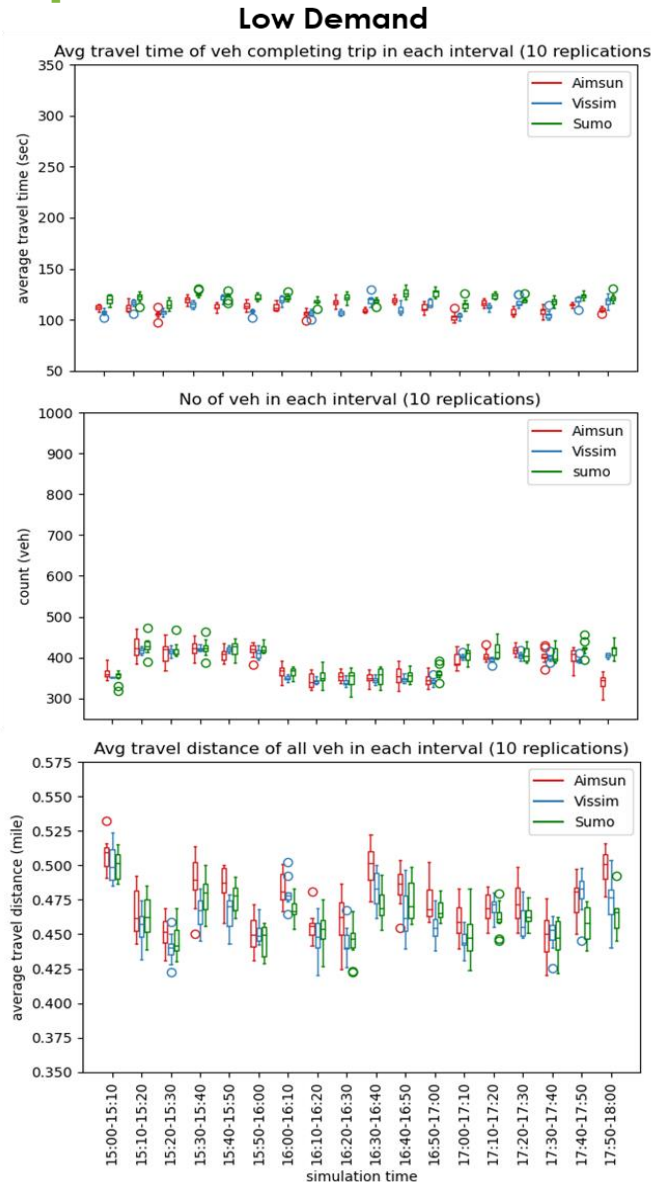 Low Demand
Avg travel time of veh completing trip in each interval (10 replications
350
300
250
200
150
100
50
average travel time (sec)
Aimsun
Vissim
Sumo
No of veh in each interval (10 replications)
1000
900
800
700
600
500
400
300
count (veh)
Aimsun
Vissim
sumo
Avg travel distance of all veh in each interval (10 replications)
0.575
0.550
0.525
0.500
0.475
0.450
0.425
0.400
0.375
0.350
average travel distance (mile)
Aimsun
Vissim
Sumo
15:00-15:10
15:10-15:20
15:20-15:30
15:30-15:40
15:40-15:50
15:50-16:00
16:00-16:10
16:10-16:20
16:20-16:30
16:30-16:40
16:40-16:50
16:50-17:00
17:00-17:10
17:10-17:20
17:20-17:30
17:30-17:40
17:40-17:50
17:50-18:00
simulation time